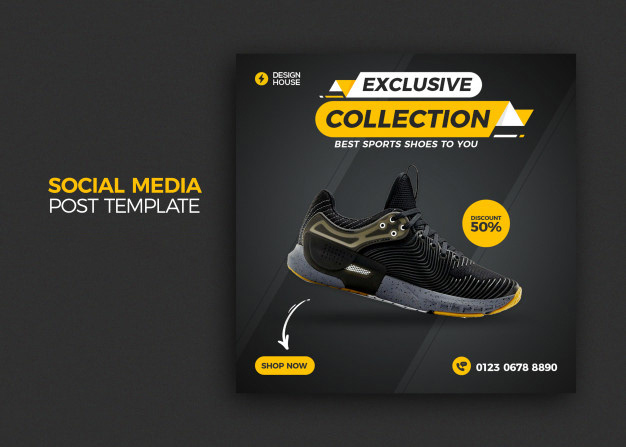 SOCIAL MEDIA
POST TEMPLATE
DESIGN
HOUSE
EXCLUSIVE
COLLECTION
BEST SPORTS SHOES TO YOU
DISCOUNT
50%
SHOP NOW
0123 0678 8890